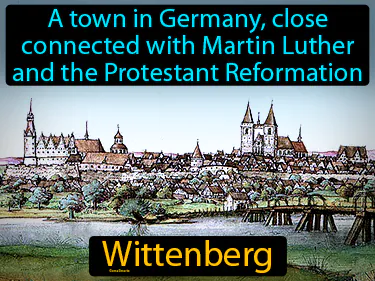 A town in Germany, close
connected with Martin Luther
and the Protestant Reformation
Wittenberg